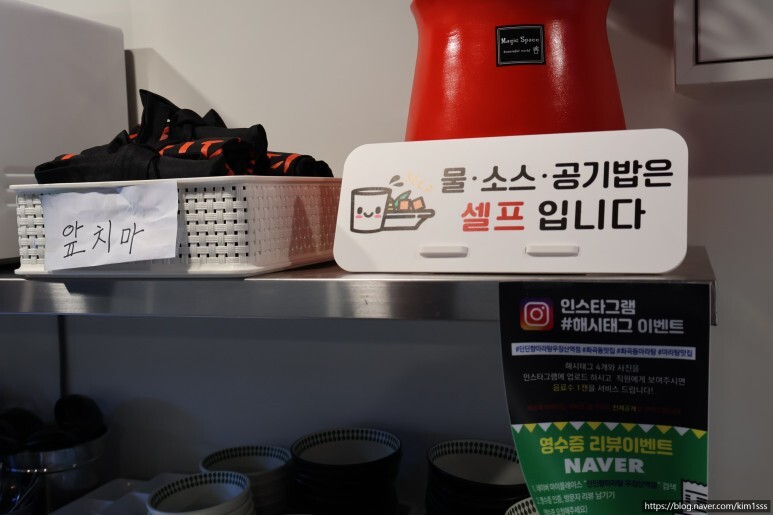 Magic Space
앞치마
물·소스·공기밥은
셀프 입니다
인스타그램
#해시태그 이벤트
해시태그 4개와 사진을
인스타그램에 업로드 하시고 직원에게 보여주시면
음료수 1캔을 서비스 드립니다!
영수증 리뷰이벤트
NAVER
https://blog.naver.com/kim1sss